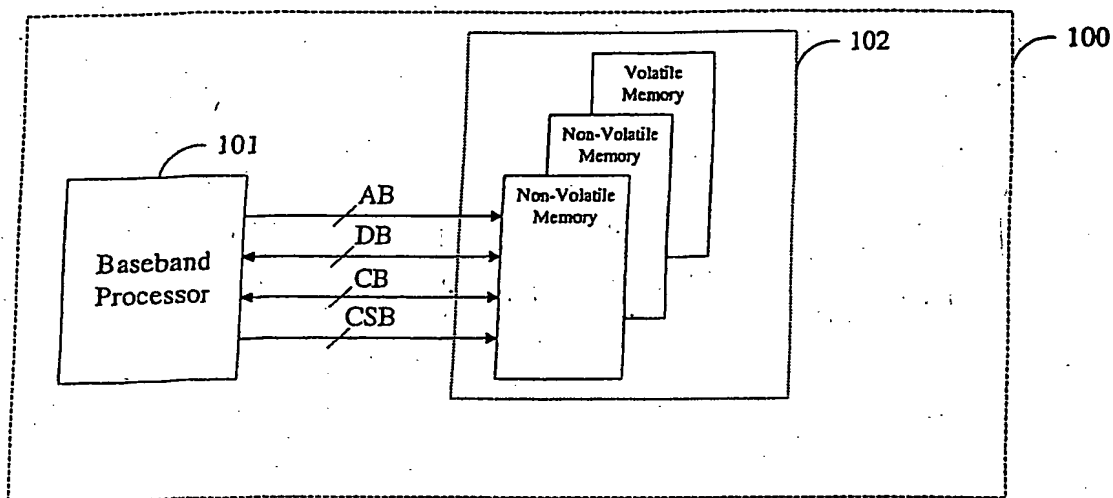 102
100
Volatile
Memory
Non-Volatile
Memory
101
Non-Volatile
Memory
AB
DB
CB
CSB
Baseband
Processor